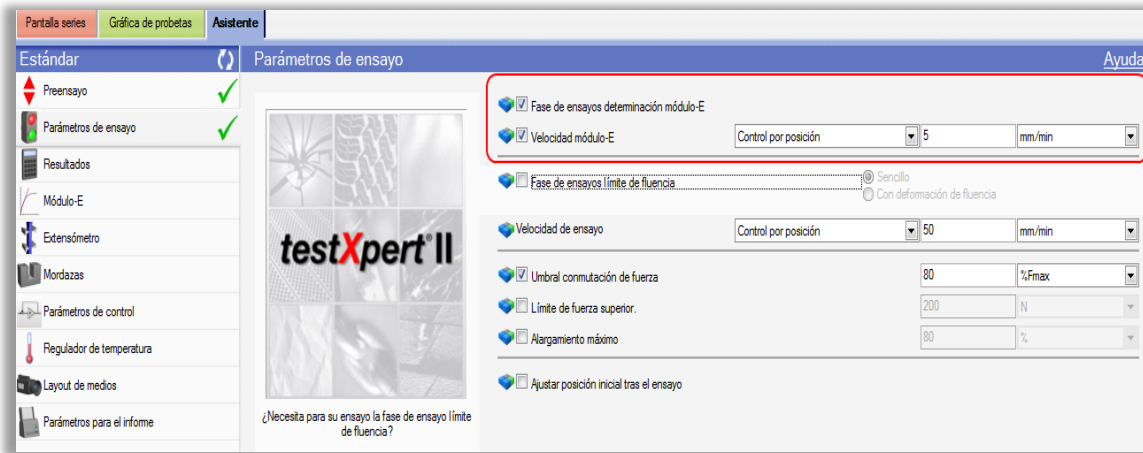 Pantalla series
Gráfica de probetas
Asistente
Estándar
Preensayo
Parámetros de ensayo
Resultados
Módulo-E
Extensómetro
Mordazas
Parámetros de control
Regulador de temperatura
Layout de medios
Parámetros para el informe
Parámetros de ensayo
Ayuda
testXpert® II
¿Necesita para su ensayo la fase de ensayo límite
de fluencia?
Fase de ensayos determinación módulo-E
Velocidad módulo-E Control por posición 5 mm/min
Fase de ensayos límite de fluencia Sencillo
Con deformación de fluencia
Velocidad de ensayo Control por posición 50 mm/min
Umbral conmutación de fuerza 80 %Fmax
Límite de fuerza superior. 200 N
Alargamiento máximo 80 %
Ajustar posición inicial tras el ensayo